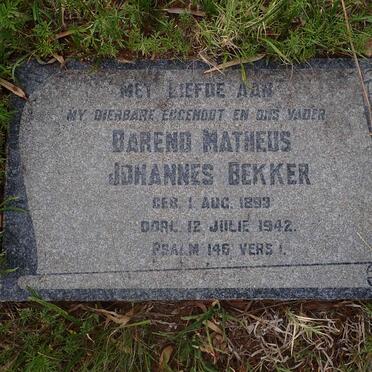 MET LIEFDE AAN
MY DIERBARE EGGENOOT EN ONS VADER
BAREND MATHEUS
JOHANNES BEKKER
GEB. 1. AUG. 1893
OORL. 12 JULIE 1942.
PSALM 146 VERS 1.